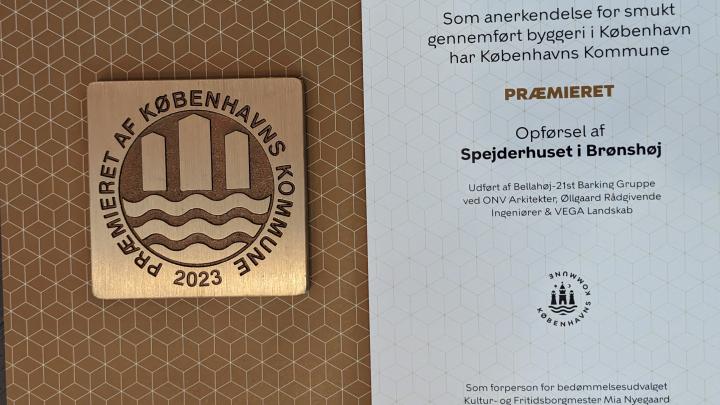 PRÆMIERET AF KØBENHAVNS KOMMUNE
2023
Som anerkendelse for smukt
gennemført byggeri i København
har Københavns Kommune
PRÆMIERET
Opførsel af
Spejderhuset i Brønshøj
Udført af Bellahøj-21st Barking Gruppe
ved ONV Arkitekter, Øllgaard Rådgivende
Ingeniører & VEGA Landskab
KØBENHAVNS KOMMUNE
Som forperson for bedømmelsesudvalget
Kultur- og Fritidsborgmester Mia Nyegaard